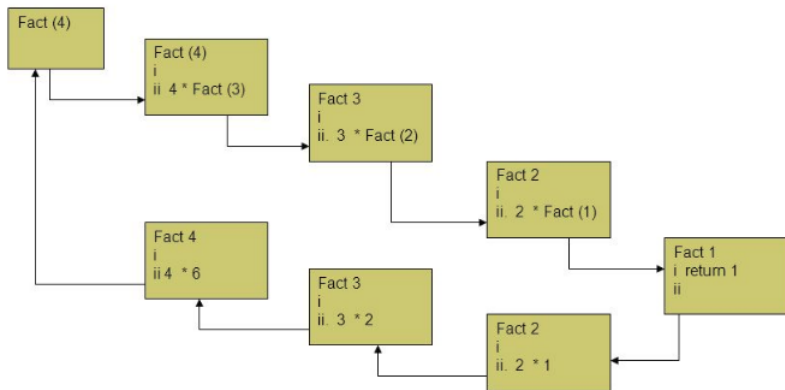 Fact (4)
Fact (4)
i
ii 4 * Fact (3)
Fact 3
i
ii. 3 * Fact (2)
Fact 2
i
ii. 2 * Fact (1)
Fact 1
i return 1
ii
Fact 2
i
ii. 2 * 1
Fact 3
i
ii. 3 * 2
Fact 4
i
ii 4 * 6